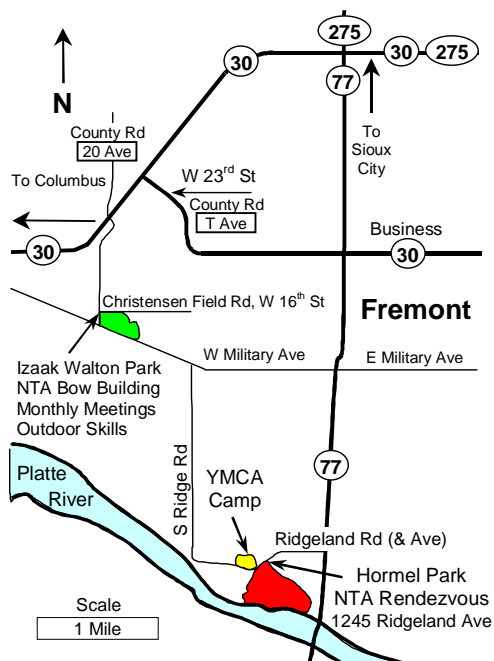 275
30
30
275
77
N
To
Sioux
City
County Rd
20 Ave
To Columbus
W 23rd St
County Rd
T Ave
Business
30
30
Christensen Field Rd, W 16th St
Fremont
W Military Ave
E Military Ave
Izaak Walton Park
NTA Bow Building
Monthly Meetings
Outdoor Skills
S Ridge Rd
77
Platte
River
YMCA
Camp
Ridgeland Rd (& Ave)
Hormel Park
NTA Rendezvous
1245 Ridgeland Ave
Scale
1 Mile